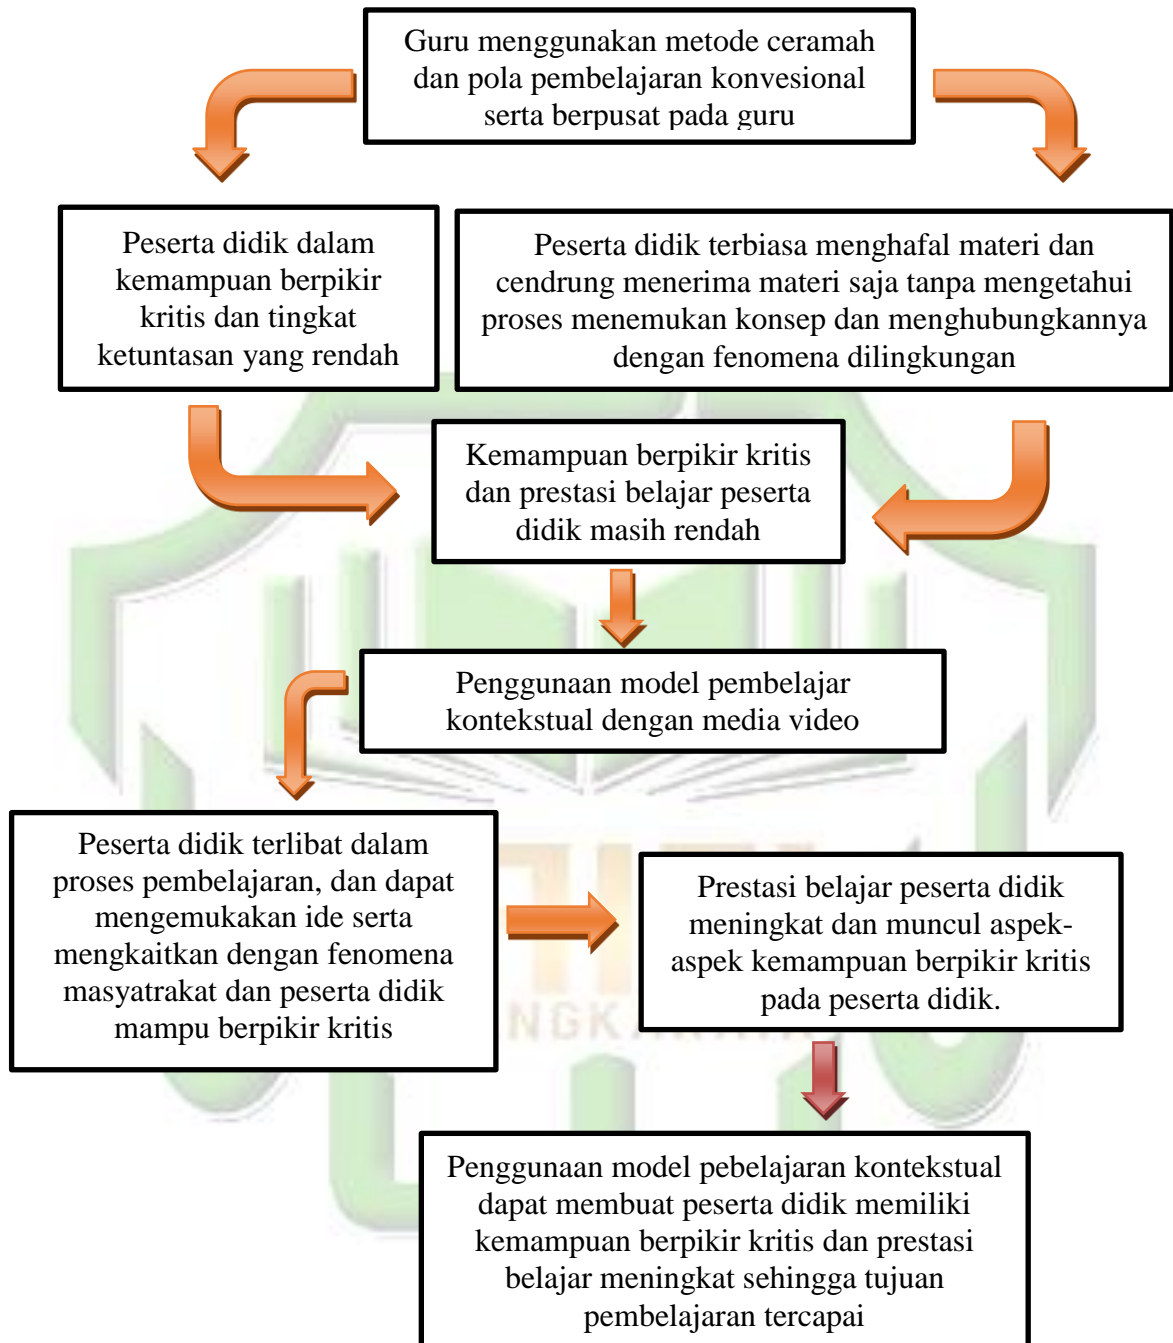 Guru menggunakan metode ceramah
dan pola pembelajaran konvesional
serta berpusat pada guru
Peserta didik dalam
kemampuan berpikir
kritis dan tingkat
ketuntasan yang rendah
Peserta didik terbiasa menghafal materi dan
cendrung menerima materi saja tanpa mengetahui
proses menemukan konsep dan menghubungkannya
dengan fenomena dilingkungan
Kemampuan berpikir kritis
dan prestasi belajar peserta
didik masih rendah
Penggunaan model pembelajar
kontekstual dengan media video
Peserta didik terlibat dalam
proses pembelajaran, dan dapat
mengemukakan ide serta
mengkaitkan dengan fenomena
masyatrakat dan peserta didik
mampu berpikir kritis
Prestasi belajar peserta didik
meningkat dan muncul aspek-
aspek kemampuan berpikir kritis
pada peserta didik.
Penggunaan model pebelajaran kontekstual
dapat membuat peserta didik memiliki
kemampuan berpikir kritis dan prestasi
belajar meningkat sehingga tujuan
pembelajaran tercapai